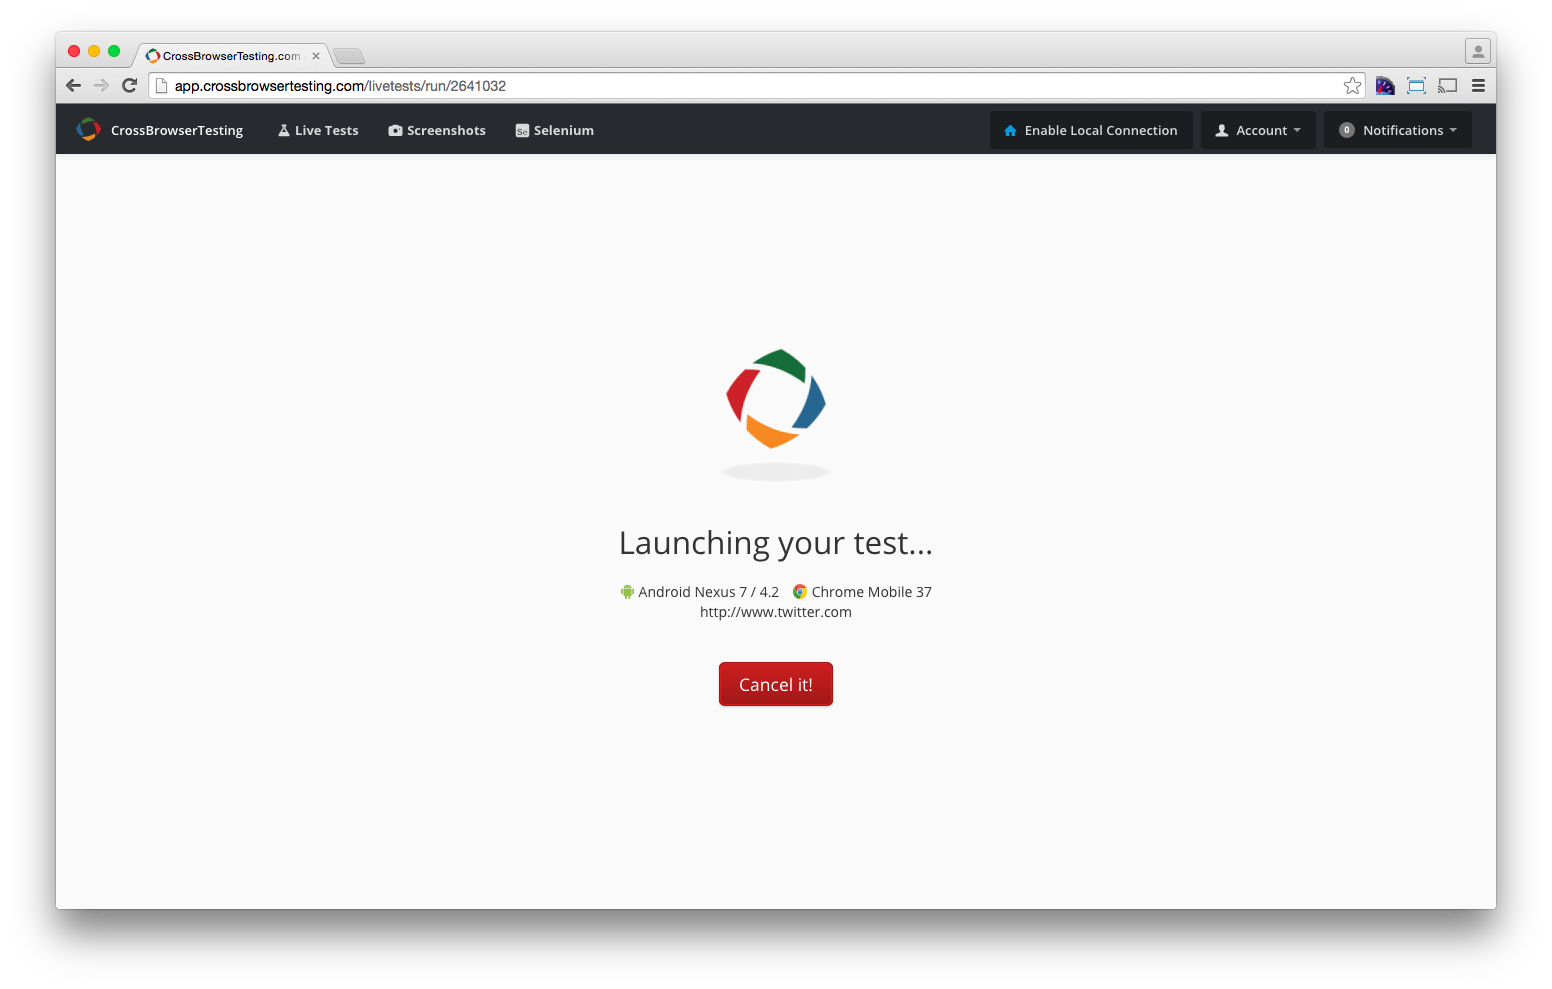 CrossBrowserTesting.com
app.crossbrowsertesting.com/livetests/run/2641032
CrossBrowserTesting Live Tests Screenshots Se Selenium Enable Local Connection Account 0 Notifications
Launching your test...
Android Nexus 7 / 4.2 Chrome Mobile 37
http://www.twitter.com
Cancel it!